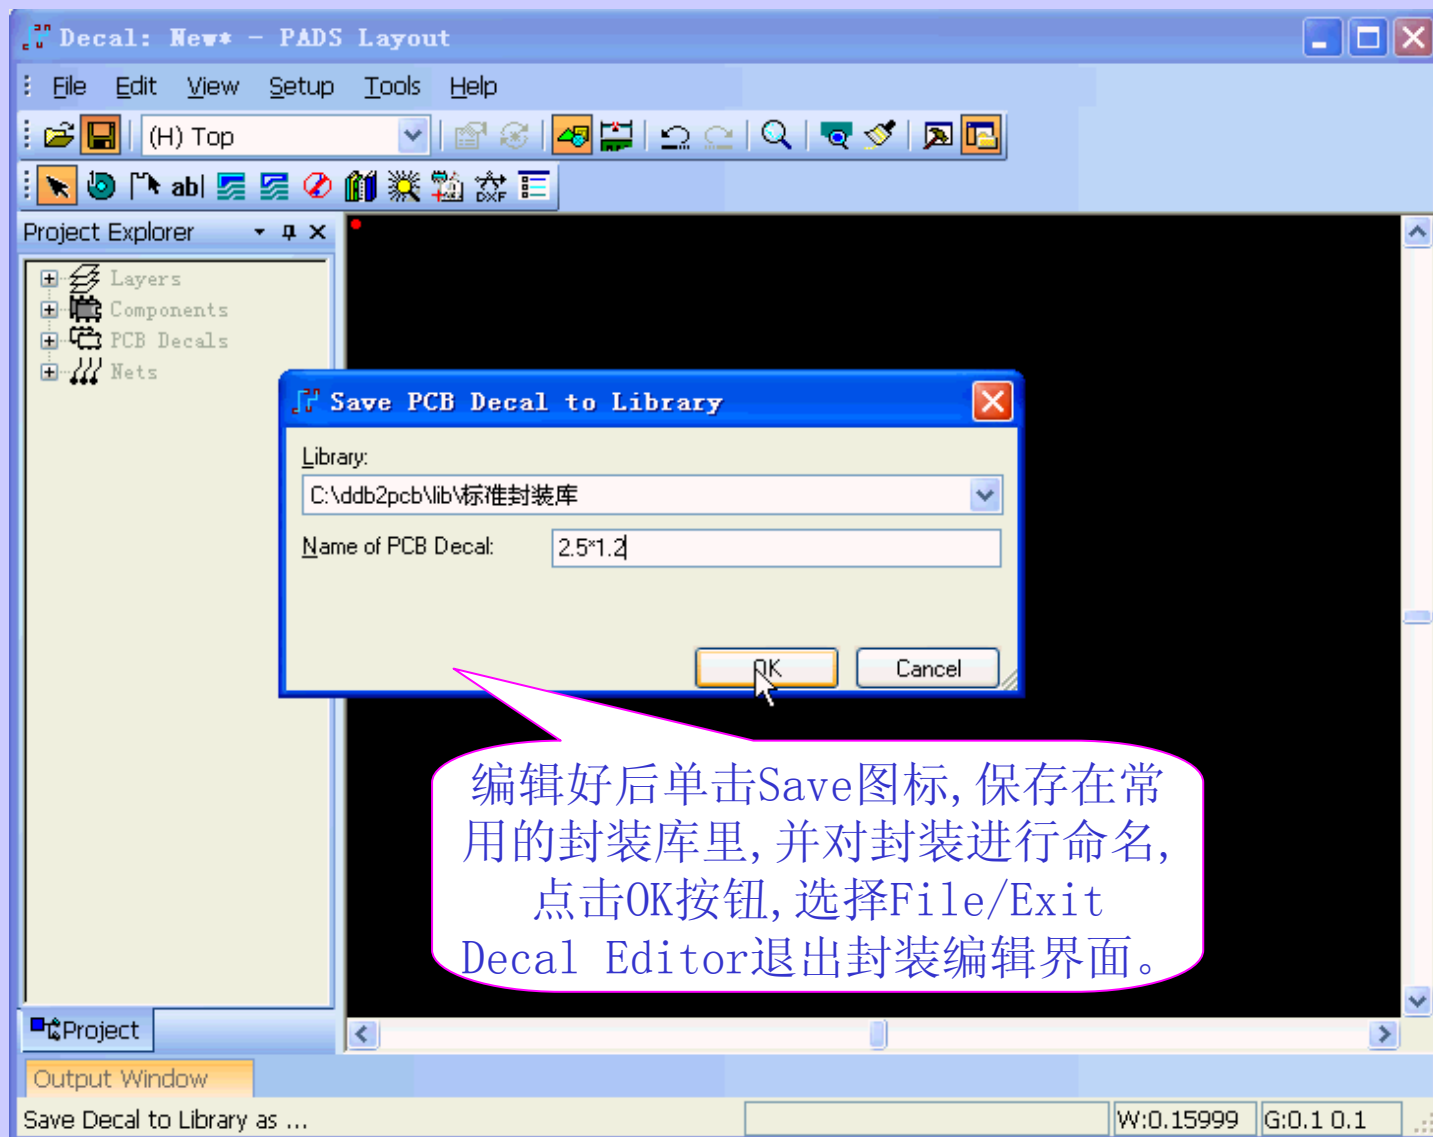 Decal: New* - PADS Layout
File Edit View Setup Tools Help
(H) Top
ab|
DXF
Project Explorer
Layers
Components
PCB Decals
Nets
Save PCB Decal to Library
Library:
C:\ddb2pcb\lib\标准封装库
Name of PCB Decal: 2.5*1.2
OK Cancel
编辑好后单击Save图标,保存在常
用的封装库里,并对封装进行命名,
点击OK按钮,选择File/Exit
Decal Editor退出封装编辑界面。
Project
Output Window
Save Decal to Library as ... W:0.15999 G:0.1 0.1